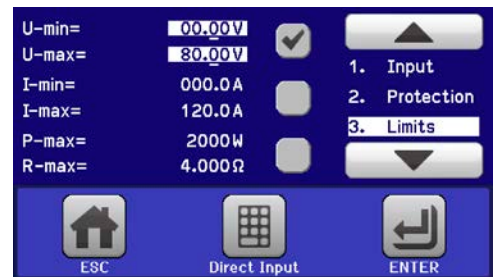 U-min= 00.00V
U-max= 80.00V
I-min= 000.0A
I-max= 120.0A
P-max= 2000W
R-max= 4.000Ω
1. Input
2. Protection
3. Limits
ESC
Direct Input
ENTER